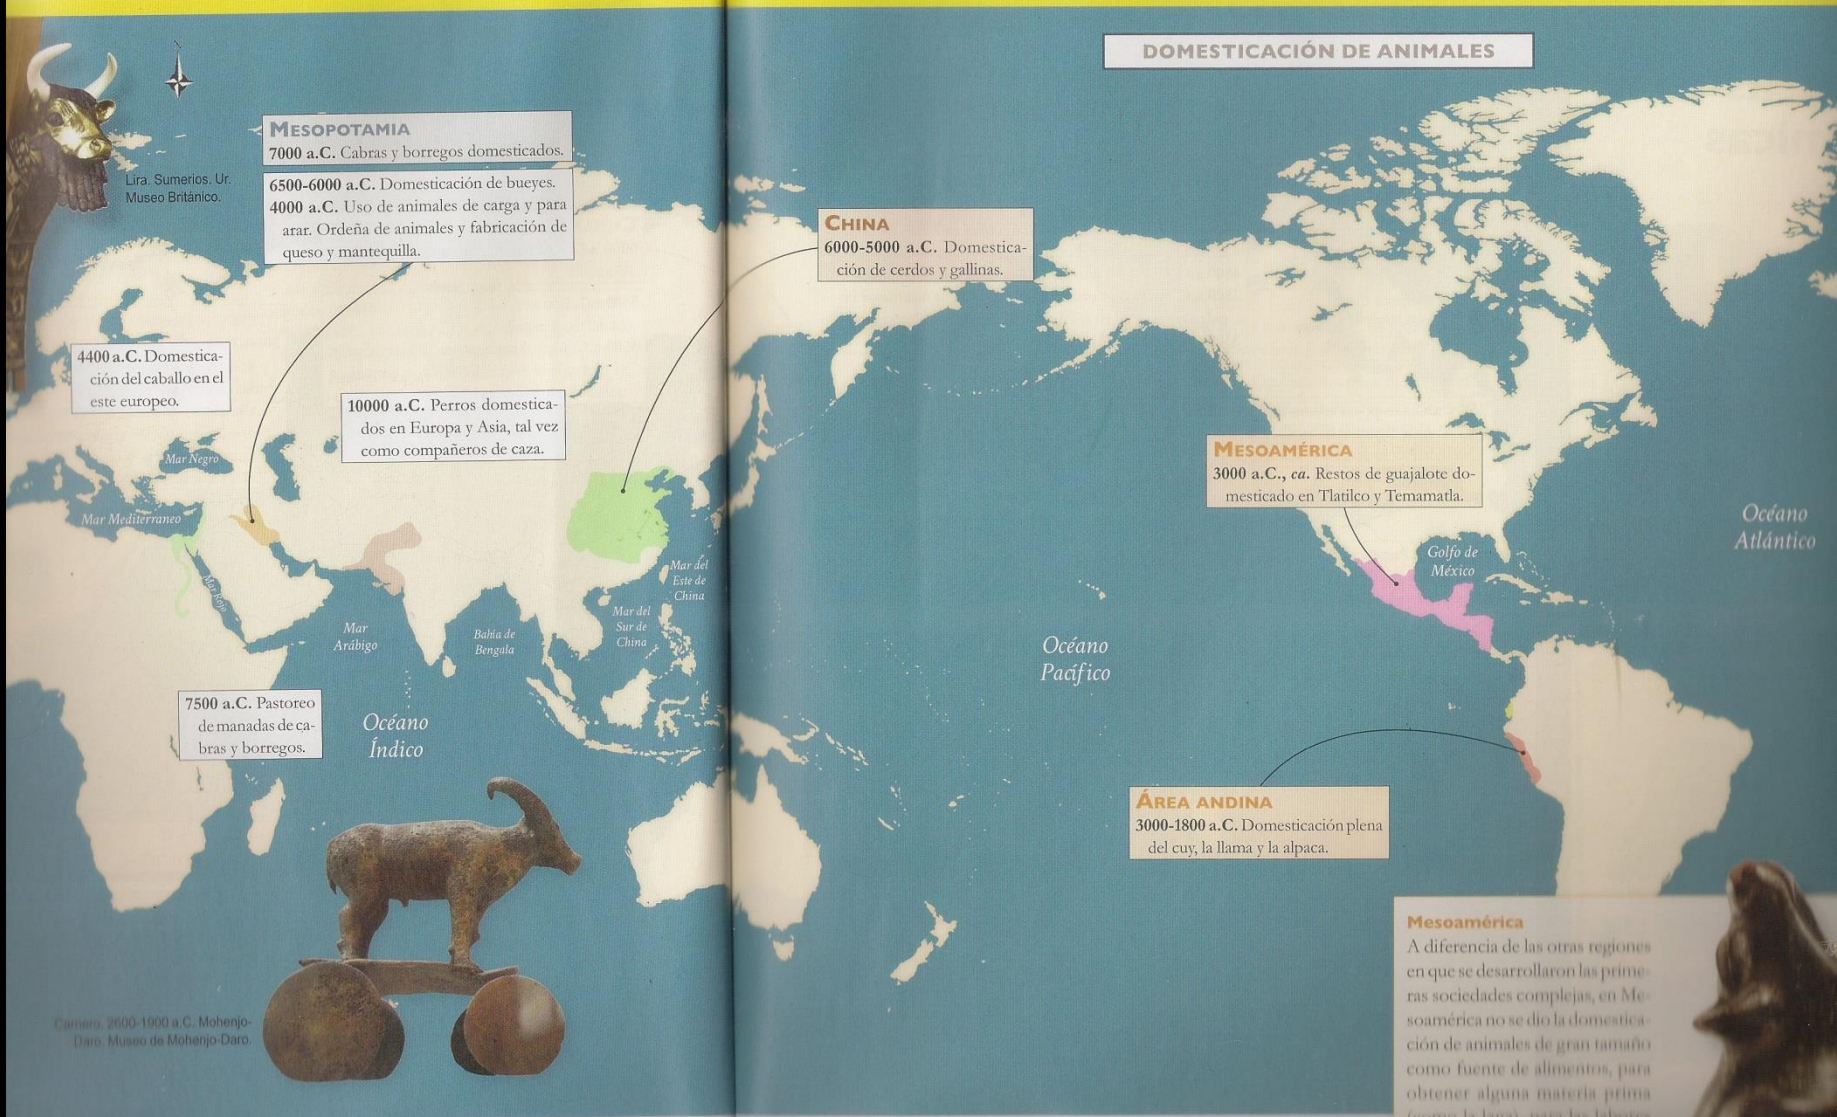 DOMESTICACIÓN DE ANIMALES
MESOPOTAMIA
7000 a.C. Cabras y borregos domesticados.
6500-6000 a.C. Domesticación de bueyes.
4000 a.C. Uso de animales de carga y para
arar. Ordeña de animales y fabricación de
queso y mantequilla.
Lira. Sumerios. Ur.
Museo Británico.
CHINA
6000-5000 a.C. Domestica-
ción de cerdos y gallinas.
4400 a.C. Domestica-
ción del caballo en el
este europeo.
10000 a.C. Perros domestica-
dos en Europa y Asia, tal vez
como compañeros de caza.
MESOAMÉRICA
3000 a.C., ca. Restos de guajalote do-
mesticado en Tlatilco y Temamatla.
Mar Negro
Mar Mediterraneo
Mar Rojo
Mar
Arábigo
Bahía de
Bengala
Mar del
Sur de
China
Mar del
Este de
China
Golfo de
México
Océano
Atlántico
Océano
Pacífico
7500 a.C. Pastoreo
de manadas de ca-
bras y borregos.
Océano
Índico
ÁREA ANDINA
3000-1800 a.C. Domesticación plena
del cuy, la llama y la alpaca.
Carnero. 2600-1900 a.C. Mohenjo-
Daro. Museo de Mohenjo-Daro.
Mesoamérica
A diferencia de las otras regiones
en que se desarrollaron las prime-
ras sociedades complejas, en Me-
soamérica no se dio la domestica-
ción de animales de gran tamaño
como fuente de alimentos, para
obtener alguna materia prima
(como la lana), para las labores